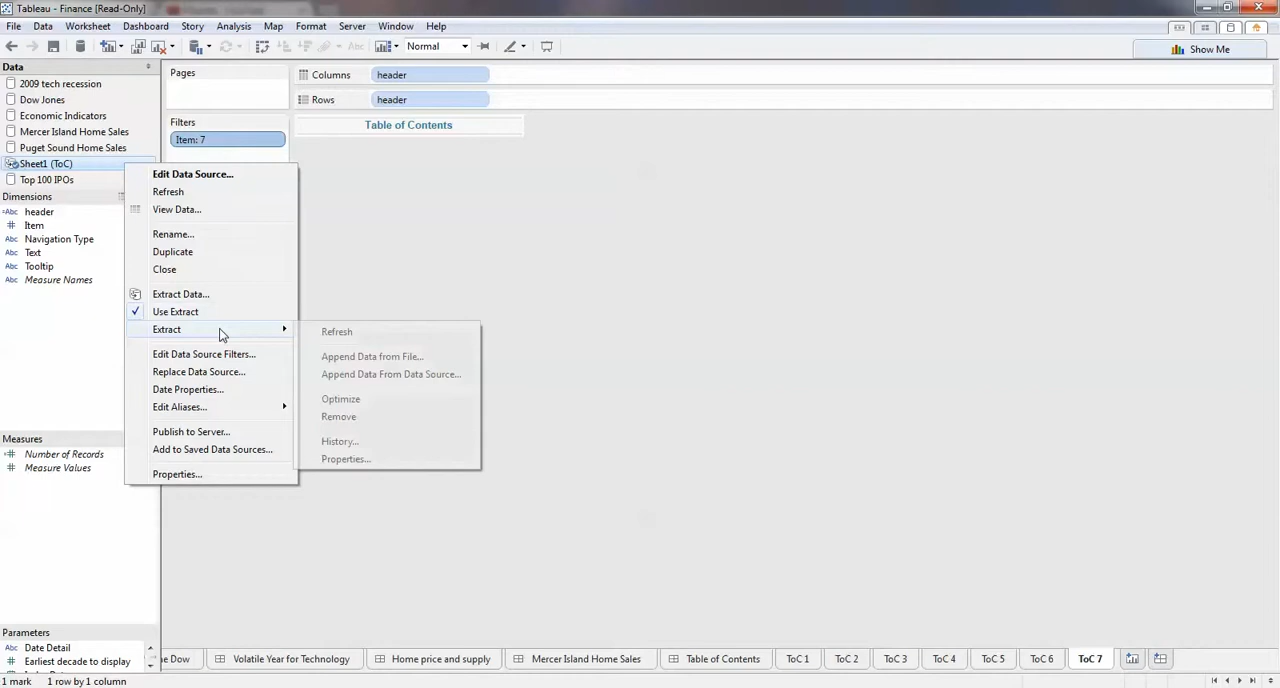 Tableau - Finance [Read-Only]
File Data Worksheet Dashboard Story Analysis Map Format Server Window Help
Abc Normal Show Me
Data
2009 tech recession
Dow Jones
Economic Indicators
Mercer Island Home Sales
Puget Sound Home Sales
Sheet1 (ToC)
Top 100 IPOs
Dimensions
Abc header
# Item
Abc Navigation Type
Abc Text
Abc Tooltip
Abc Measure Names
Measures
# Number of Records
# Measure Values
Parameters
Abc Date Detail
# Earliest decade to display
Pages
Filters
Item: 7
Columns header
Rows header
Table of Contents
Edit Data Source...
Refresh
View Data...
Rename...
Duplicate
Close
Extract Data...
Use Extract
Extract
Edit Data Source Filters...
Replace Data Source...
Date Properties...
Edit Aliases...
Publish to Server...
Add to Saved Data Sources...
Properties...
Refresh
Append Data from File...
Append Data From Data Source...
Optimize
Remove
History...
Properties...
e Dow Volatile Year for Technology Home price and supply Mercer Island Home Sales Table of Contents ToC 1 ToC 2 ToC 3 ToC 4 ToC 5 ToC 6 ToC 7
1 mark 1 row by 1 column